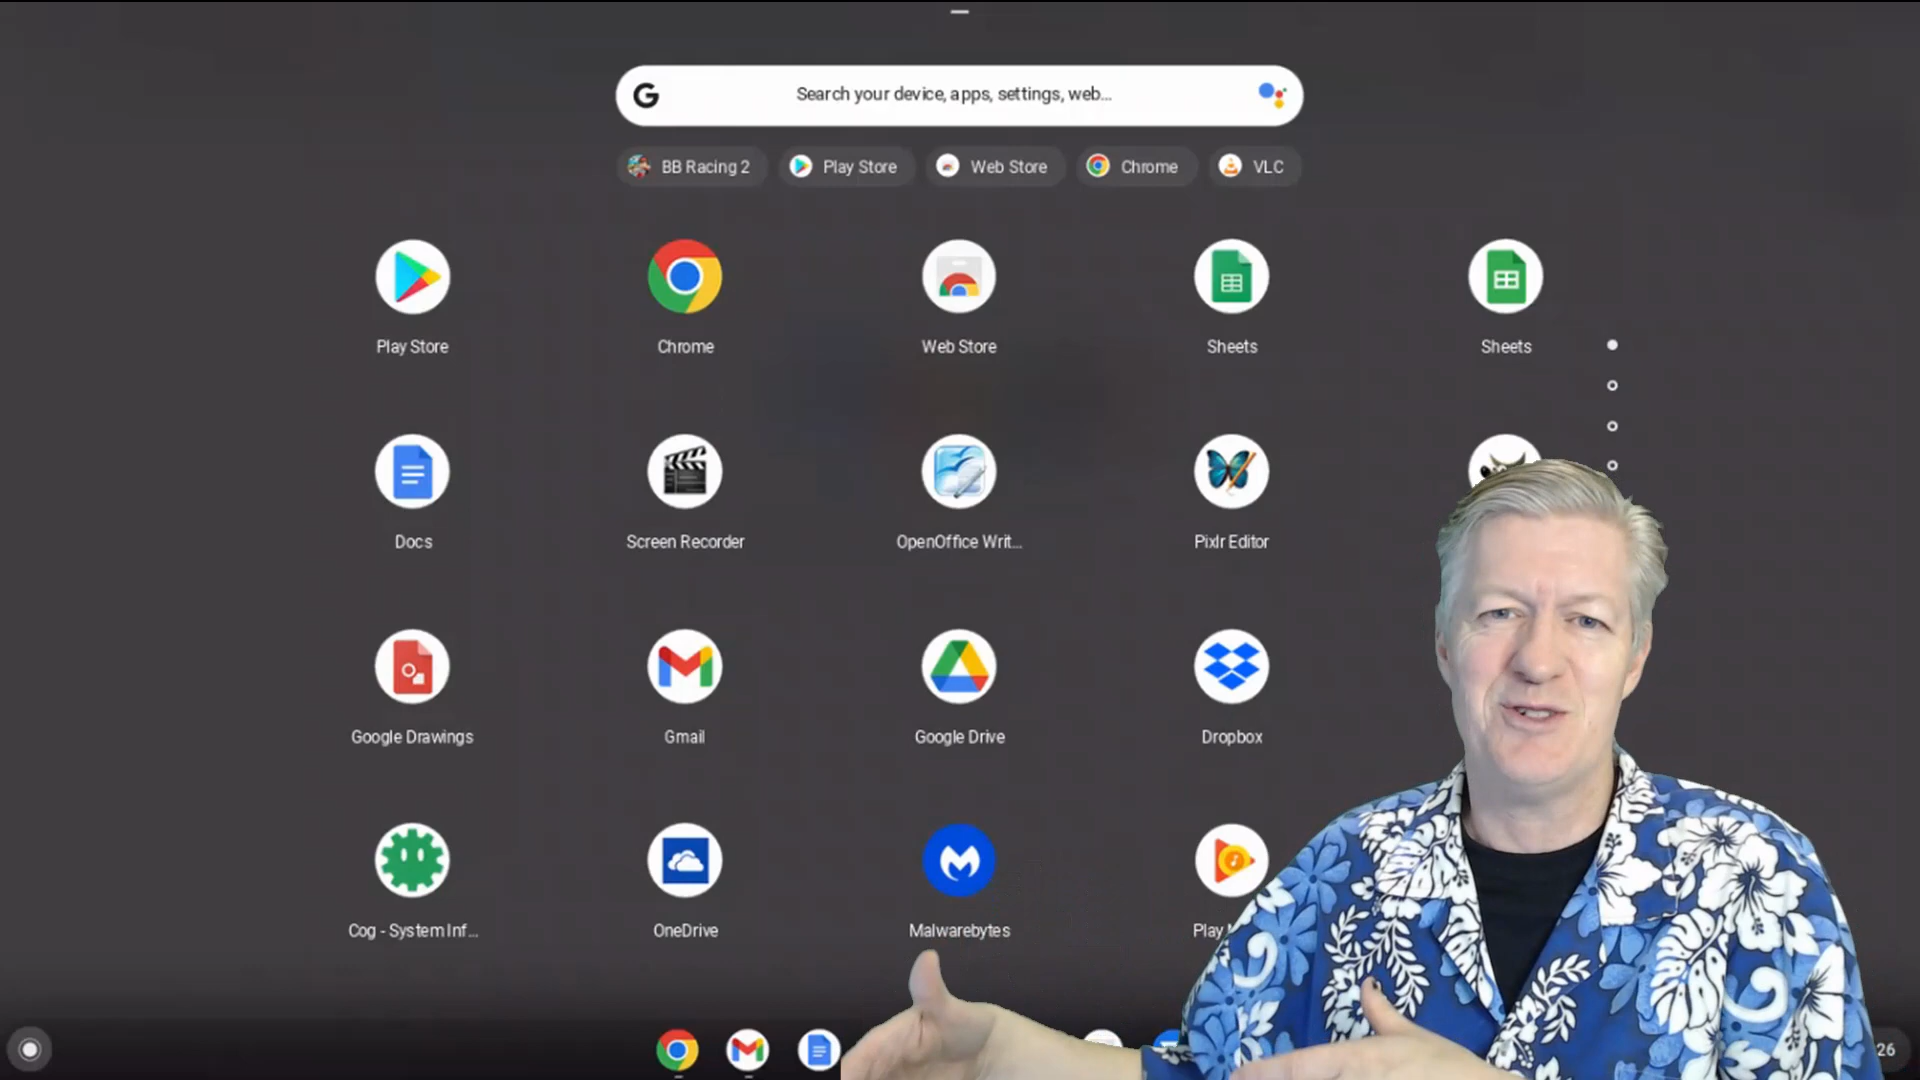 Search your device, apps, settings, web...
BB Racing 2 Play Store Web Store Chrome VLC
Play Store Chrome Web Store Sheets Sheets
Docs Screen Recorder OpenOffice Writ... Pixlr Editor
Google Drawings Gmail Google Drive Dropbox
Cog - System Inf... OneDrive Malwarebytes Play
26